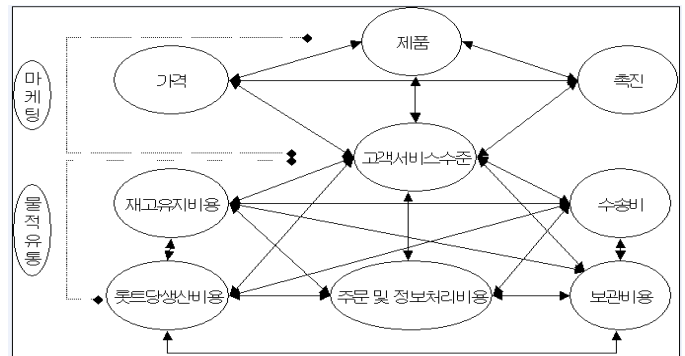 제품
가격
촉진
마케팅
고객서비스수준
재고유지비용
수송비
물적유통
롯트당생산비용
주문 및 정보처리비용
보관비용